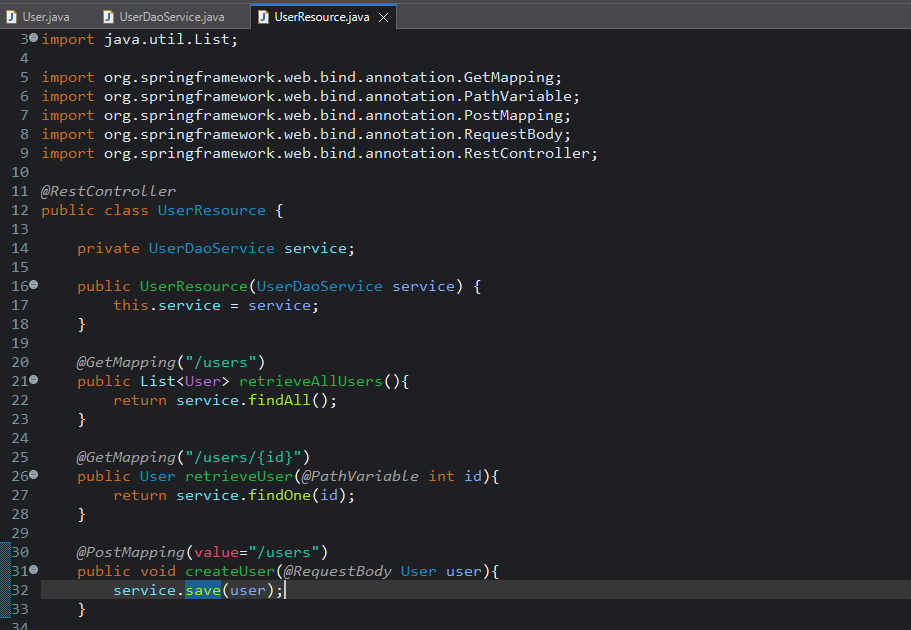 User.java UserDaoService.java UserResource.java
3 import java.util.List;
4
5 import org.springframework.web.bind.annotation.GetMapping;
6 import org.springframework.web.bind.annotation.PathVariable;
7 import org.springframework.web.bind.annotation.PostMapping;
8 import org.springframework.web.bind.annotation.RequestBody;
9 import org.springframework.web.bind.annotation.RestController;
10
11 @RestController
12 public class UserResource {
13
14     private UserDaoService service;
15
16     public UserResource(UserDaoService service) {
17         this.service = service;
18     }
19
20     @GetMapping("/users")
21     public List<User> retrieveAllUsers(){
22         return service.findAll();
23     }
24
25     @GetMapping("/users/{id}")
26     public User retrieveUser(@PathVariable int id){
27         return service.findOne(id);
28     }
29
30     @PostMapping(value="/users")
31     public void createUser(@RequestBody User user){
32         service.save(user);
33     }
34